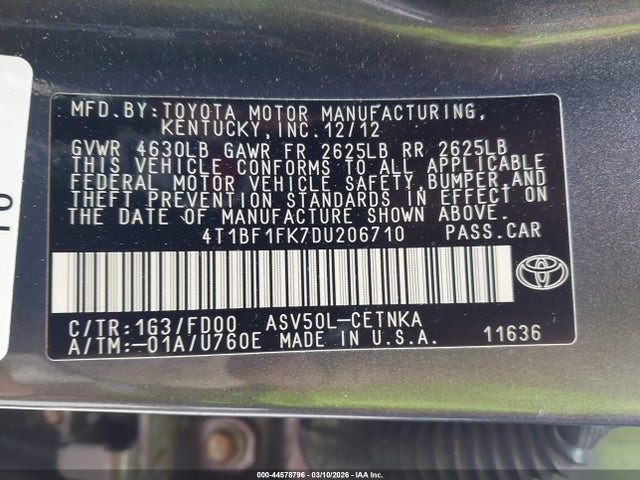 MFD.BY:TOYOTA MOTOR MANUFACTURING,
KENTUCKY,INC.12/12
GVWR 4630LB GAWR FR 2625LB RR 2625LB
THIS VEHICLE CONFORMS TO ALL APPLICABLE
FEDERAL MOTOR VEHICLE SAFETY,BUMPER,AND
THEFT PREVENTION STANDARDS IN EFFECT ON
THE DATE OF MANUFACTURE SHOWN ABOVE.
4T1BF1FK7DU206710 PASS.CAR
C/TR:1G3/FD00 ASV50L-CETNKA
A/TM:-01A/U760E MADE IN U.S.A. 11636
000-44578796 - 03/10/2026 - IAA Inc.